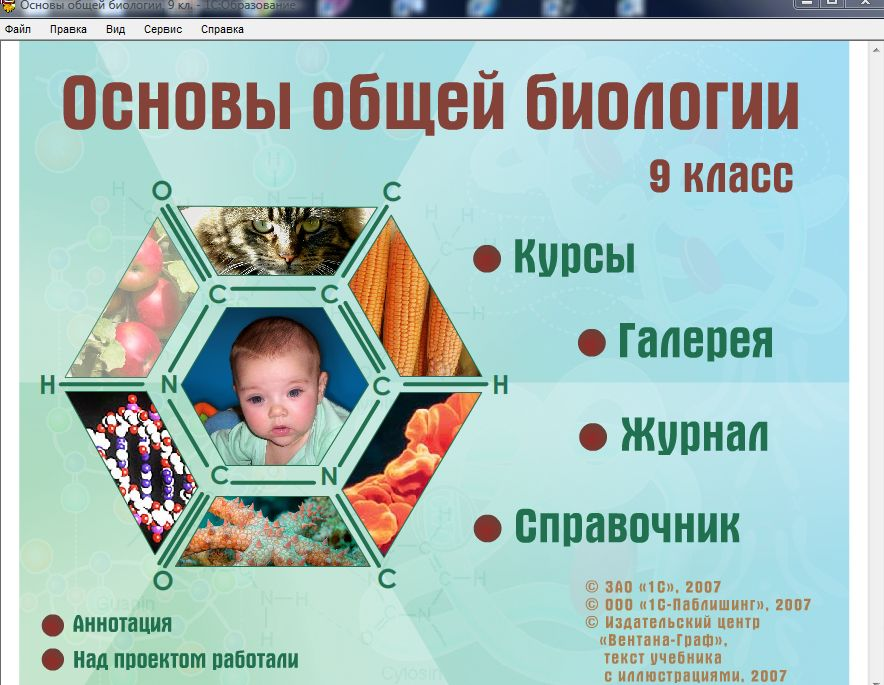 Основы общей биологии, 9 кл. - 1С:Образование
Файл Правка Вид Сервис Справка
Основы общей биологии
9 класс
O C
C C
H N C H
C N
O C
Курсы
Галерея
Журнал
Справочник
Аннотация
Над проектом работали
© ЗАО «1С», 2007
© ООО «1С-Паблишинг», 2007
© Издательский центр
«Вентана-Граф»,
текст учебника
с иллюстрациями, 2007
Guanin
Cytosin